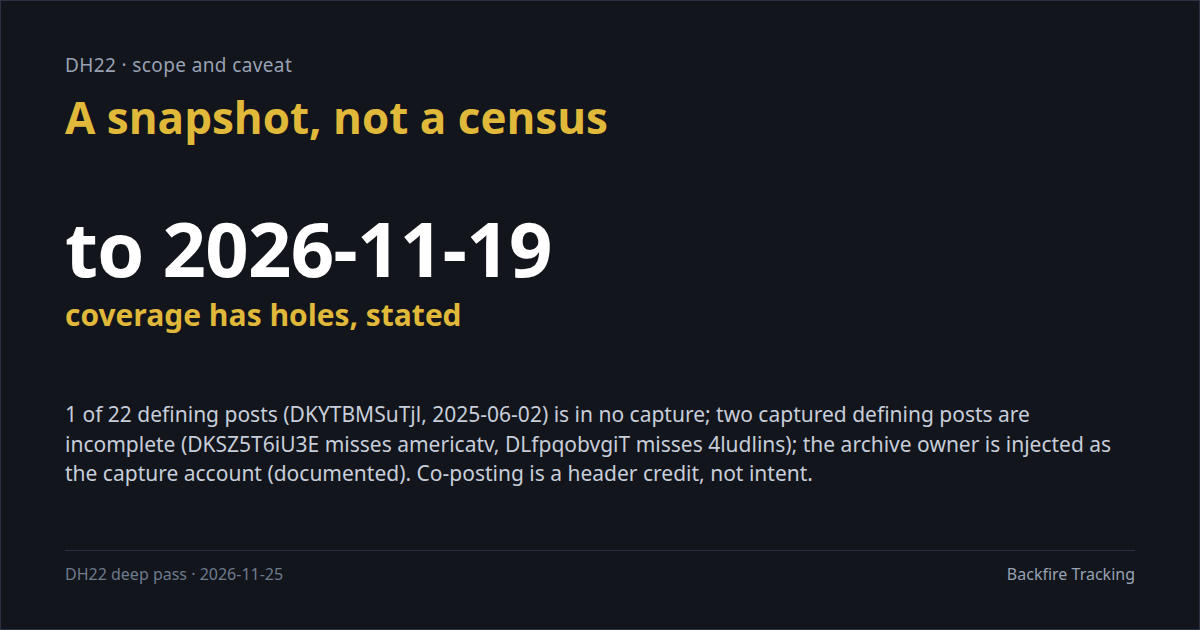 DH22 · scope and caveat
A snapshot, not a census
to 2026-11-19
coverage has holes, stated
1 of 22 defining posts (DKYTBMSuTjl, 2025-06-02) is in no capture; two captured defining posts are
incomplete (DKSZ5T6iU3E misses americatv, DLfpqobvgiT misses 4ludlins); the archive owner is injected as
the capture account (documented). Co-posting is a header credit, not intent.
DH22 deep pass · 2026-11-25
Backfire Tracking